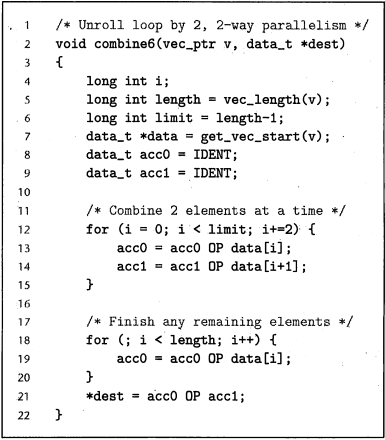 1 /* Unroll loop by 2, 2-way parallelism */
2 void combine6(vec_ptr v, data_t *dest)
3 {
4 long int i;
5 long int length = vec_length(v);
6 long int limit = length-1;
7 data_t *data = get_vec_start(v);
8 data_t acc0 = IDENT;
9 data_t acc1 = IDENT;
10
11 /* Combine 2 elements at a time */
12 for (i = 0; i < limit; i+=2) {
13 acc0 = acc0 OP data[i];
14 acc1 = acc1 OP data[i+1];
15 }
16
17 /* Finish any remaining elements */
18 for (; i < length; i++) {
19 acc0 = acc0 OP data[i];
20 }
21 *dest = acc0 OP acc1;
22 }